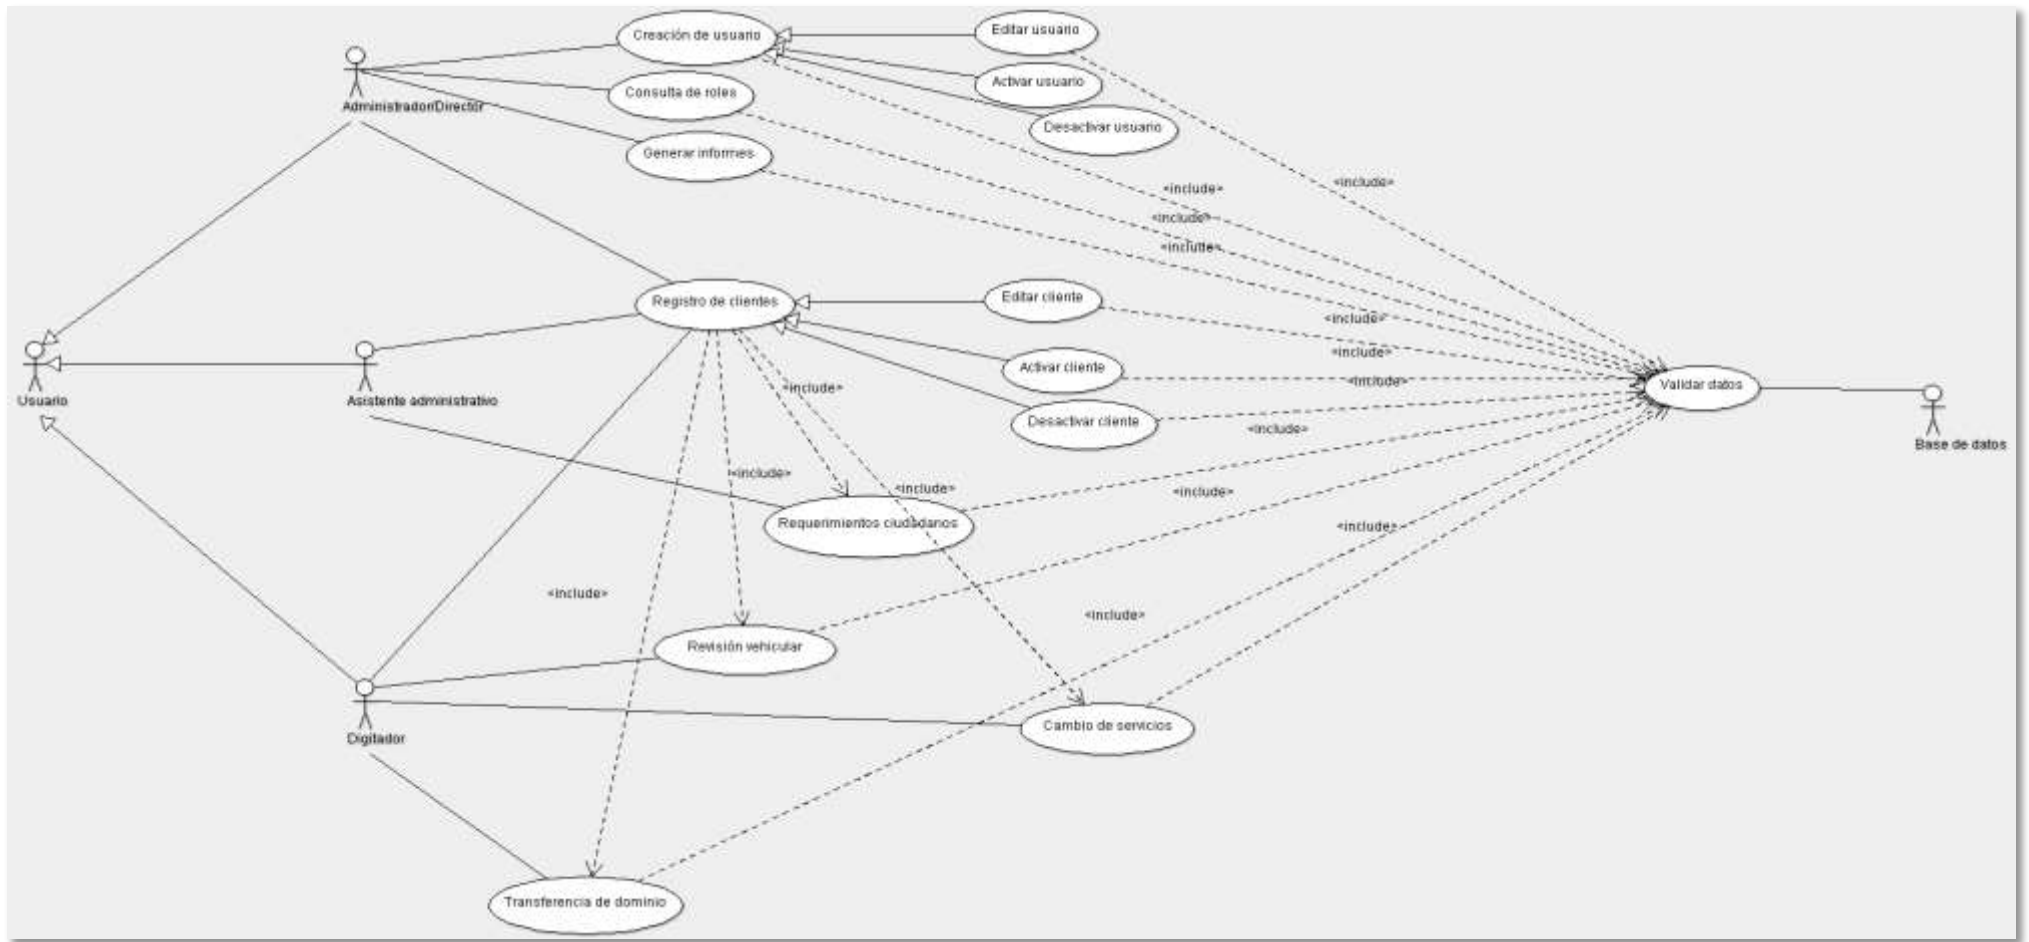 Creación de usuario
Editar usuario
Activar usuario
Administrador/Director
Consulta de roles
Desactivar usuario
Generar informes
«include»
«include»
«include»
«include»
Registro de clientes
Editar cliente
«include»
«include»
Activar cliente
«include»
«include»
Validar datos
Usuario
Asistente administrativo
Desactivar cliente
«include»
Base de datos
«include»
«include»
«include»
Requerimientos ciudadanos
«include»
«include»
«include»
Revisión vehicular
Digitador
Cambio de servicios
Transferencia de dominio